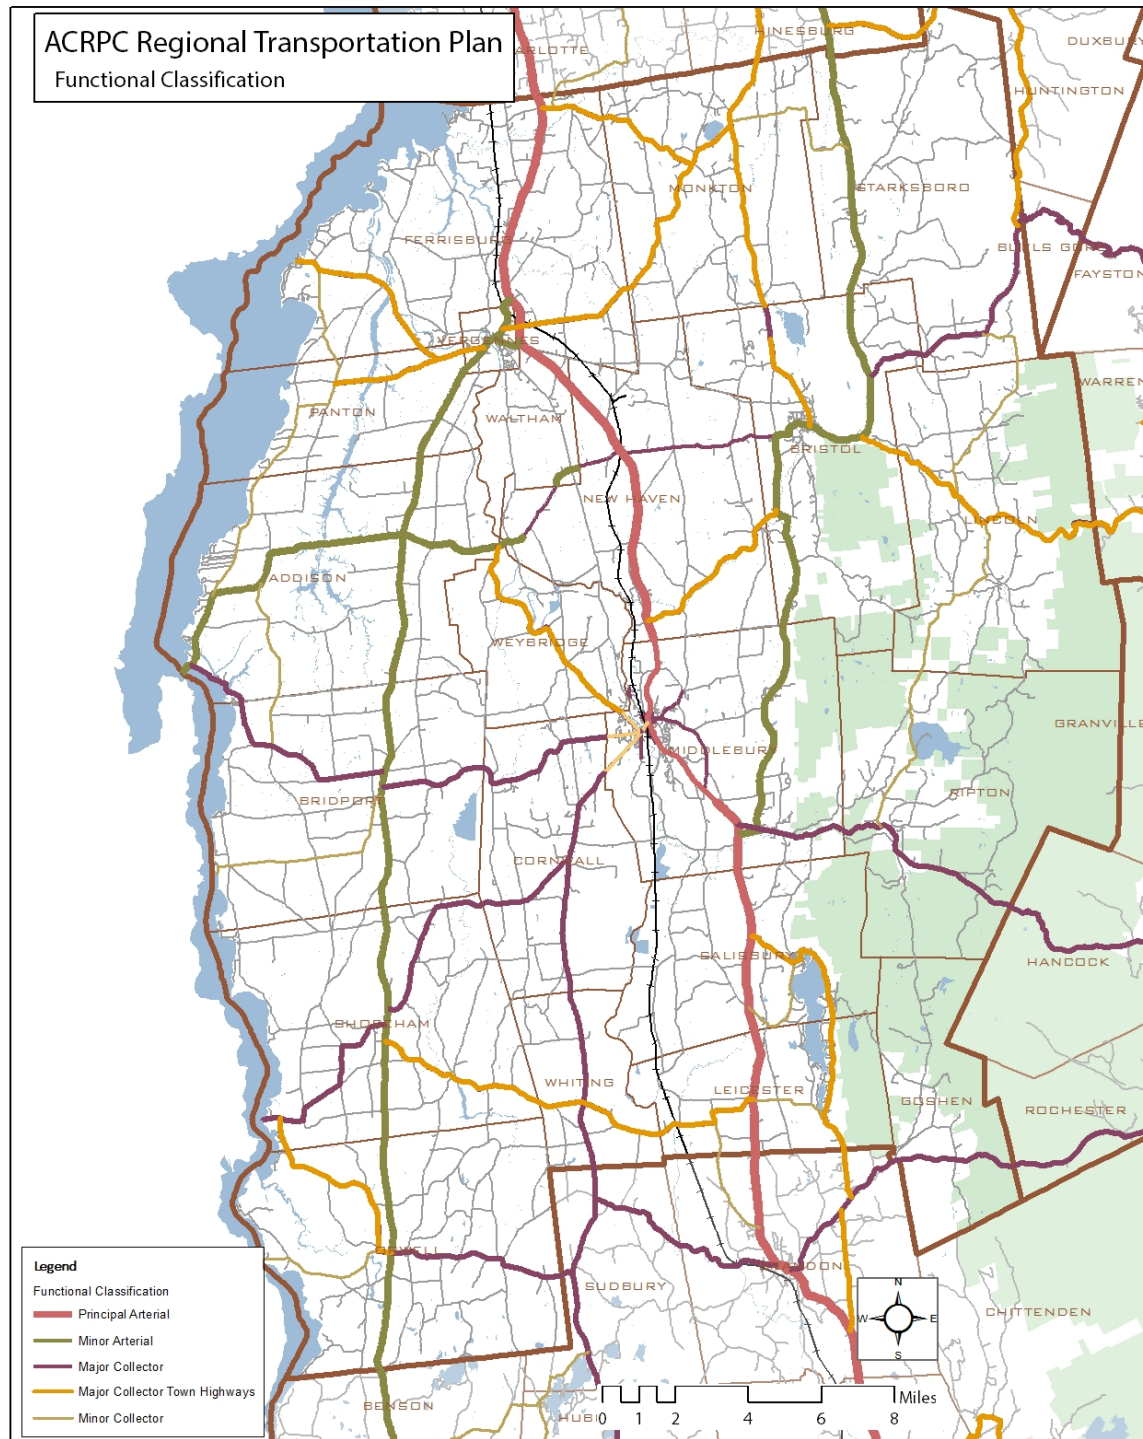 ACRPC Regional Transportation Plan
Functional Classification
HINESBURG
DUXBURY
HUNTINGTON
MONKTON
STARKSBORO
FERRISBURG
BUELS GORE
FAYSTON
VERGENNES
WARREN
PANTON
WALTHAM
BRISTOL
NEW HAVEN
LINCOLN
ADDISON
WEYBRIDGE
GRANVILLE
MIDDLEBURY
BRIDPORT
RIPTON
CORNWALL
SALISBURY
HANCOCK
SHOREHAM
WHITING
LEICESTER
GOSHEN
ROCHESTER
SUDBURY
CHITTENDEN
BENSON
Legend
Functional Classification
Principal Arterial
Minor Arterial
Major Collector
Major Collector Town Highways
Minor Collector
N
W E
S
Miles
0 1 2 4 6 8